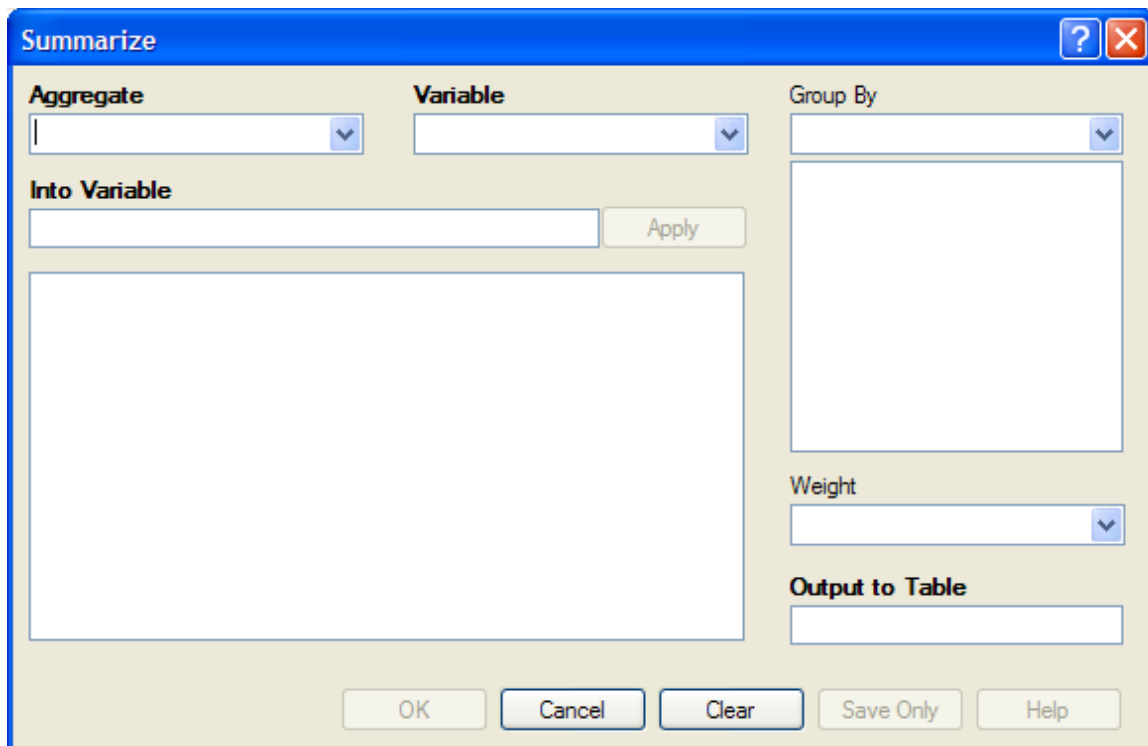 Summarize
Aggregate
Variable
Group By
Into Variable
Apply
Weight
Output to Table
OK
Cancel
Clear
Save Only
Help